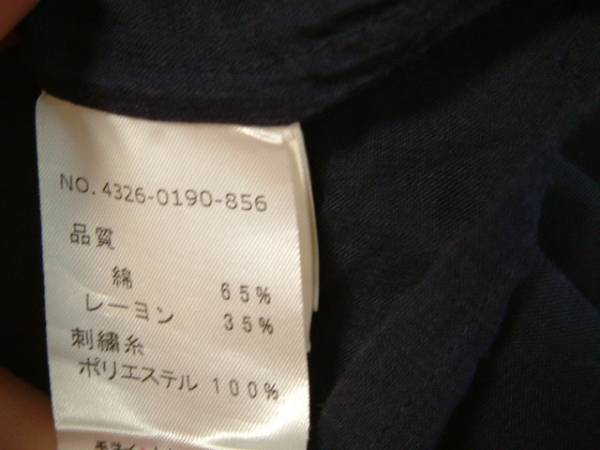 NO. 4326-0190-856
品質
綿 65%
レーヨン 35%
刺繍糸
ポリエステル 100%